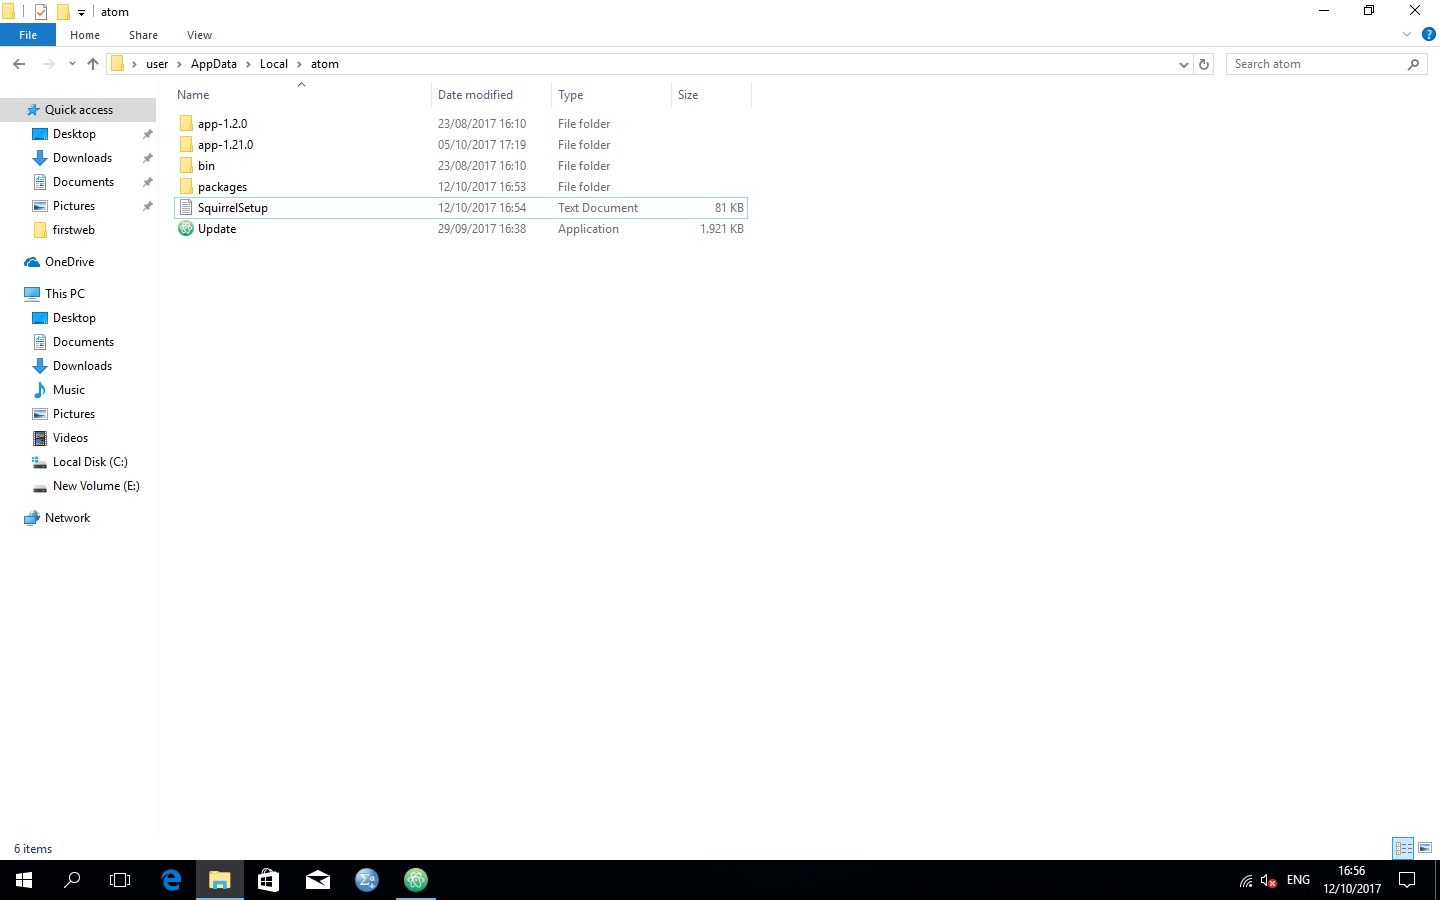 atom
File Home Share View
user AppData Local atom Search atom
Name Date modified Type Size
Quick access
Desktop
Downloads
Documents
Pictures
firstweb
OneDrive
This PC
Desktop
Documents
Downloads
Music
Pictures
Videos
Local Disk (C:)
New Volume (E:)
Network
app-1.2.0 23/08/2017 16:10 File folder
app-1.21.0 05/10/2017 17:19 File folder
bin 23/08/2017 16:10 File folder
packages 12/10/2017 16:53 File folder
SquirrelSetup 12/10/2017 16:54 Text Document 81 KB
Update 29/09/2017 16:38 Application 1.921 KB
6 items
ENG 16:56
12/10/2017